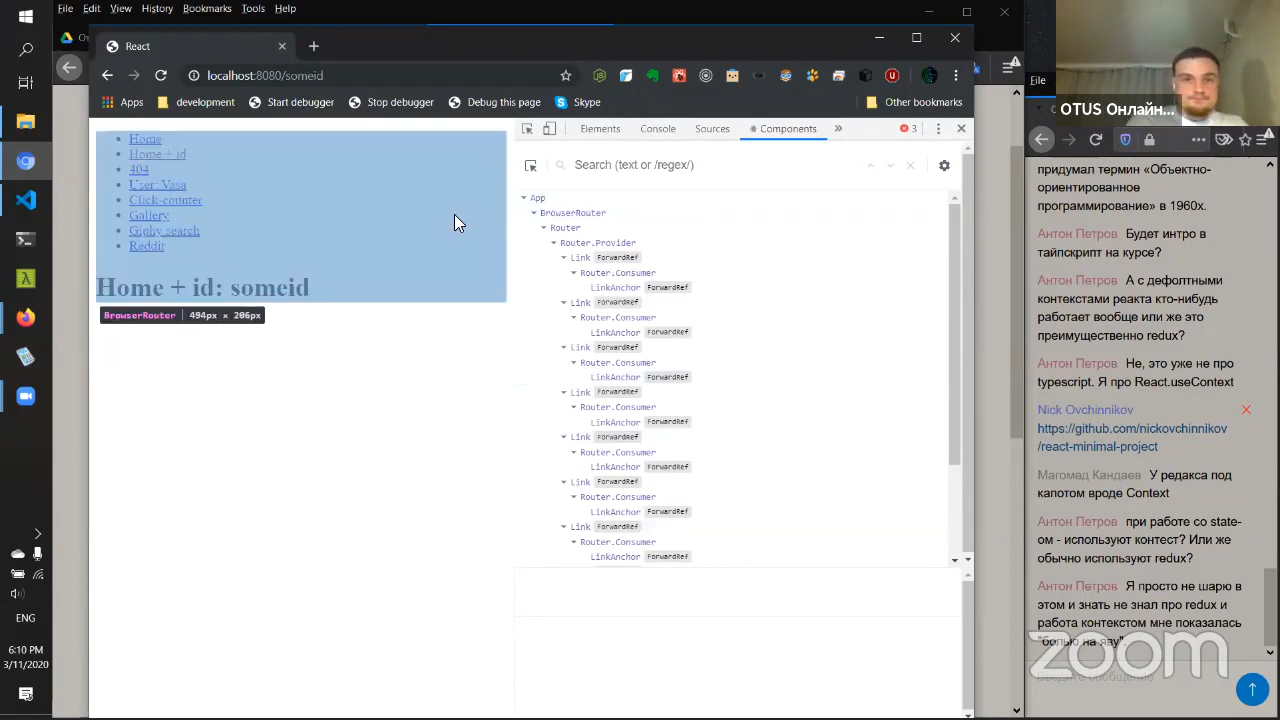 File Edit View History Bookmarks Tools Help
React
localhost:8080/someid
Apps development Start debugger Stop debugger Debug this page Skype Other bookmarks
Home
Home + id
404
User: Vasa
Click-counter
Gallery
Giphy search
Reddit
Home + id: someid
BrowserRouter 494px × 206px
Elements Console Sources Components 3
Search (text or /regex/)
App
BrowserRouter
Router
Router.Provider
Link ForwardRef
Router.Consumer
LinkAnchor ForwardRef
Link ForwardRef
Router.Consumer
LinkAnchor ForwardRef
Link ForwardRef
Router.Consumer
LinkAnchor ForwardRef
Link ForwardRef
Router.Consumer
LinkAnchor ForwardRef
Link ForwardRef
Router.Consumer
LinkAnchor ForwardRef
Link ForwardRef
Router.Consumer
LinkAnchor ForwardRef
Link ForwardRef
Router.Consumer
LinkAnchor ForwardRef
File
OTUS Онлайн...
придумал термин «Объектно-
ориентированное
программирование» в 1960х.
Антон Петров Будет интро в
тайпскрипт на курсе?
Антон Петров А с дефолтными
контекстами реакта кто-нибудь
работает вообще или же это
преимущественно redux?
Антон Петров Не, это уже не про
typescript. Я про React.useContext
Nick Ovchinnikov
https://github.com/nickovchinnikov
/react-minimal-project
Магомед Кандаев У редакса под
капотом вроде Context
Антон Петров при работе со state-
ом - используют контест? Или же
обычно используют redux?
Антон Петров Я просто не шарю в
этом и знать не знал про redux и
работа контекстом мне показалась
"болью на яву"
Введите сообщение
zoom
ENG
6:10 PM
3/11/2020